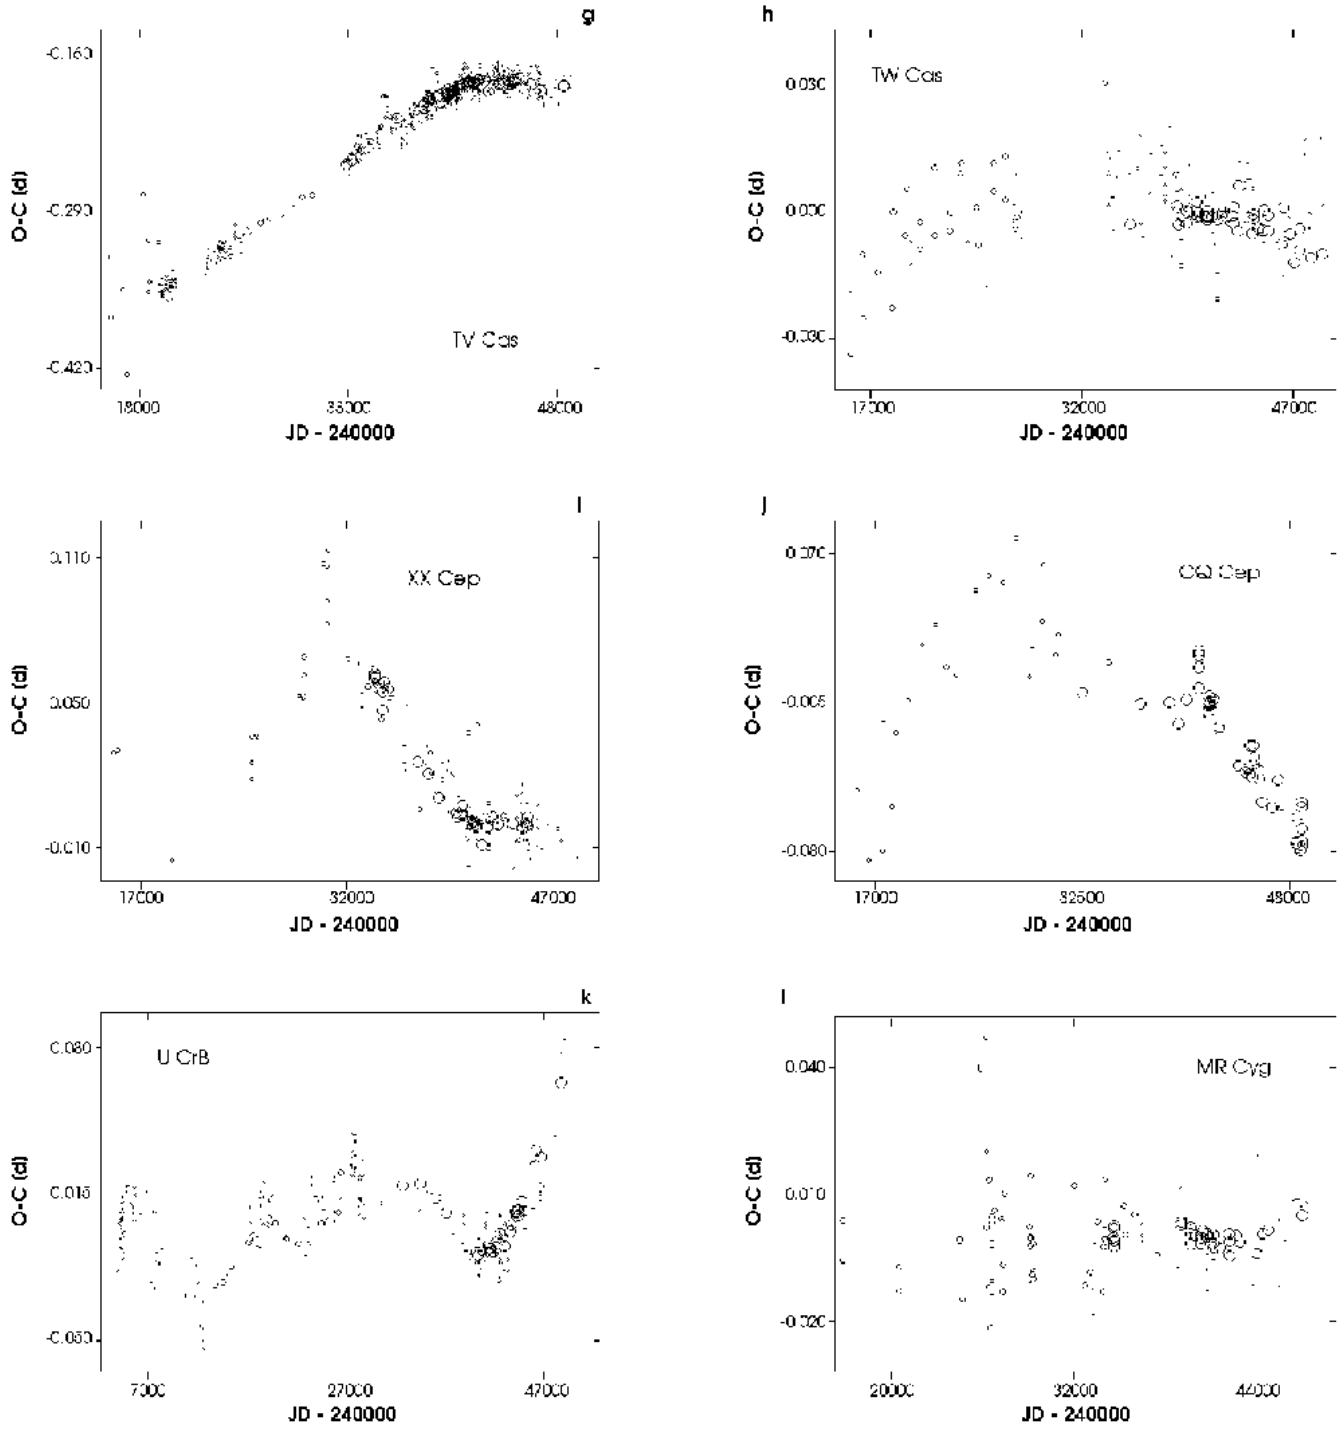 g
-0.160
-0.290
-0.420
O-C (d)
TV Cas
18000 33000 48000
JD - 240000
h
0.030
0.000
-0.030
O-C (d)
TW Cas
17000 32000 47000
JD - 240000
i
0.110
0.050
-0.010
O-C (d)
XX Cep
17000 32000 47000
JD - 240000
j
0.070
-0.005
-0.080
O-C (d)
CQ Cep
17000 32500 48000
JD - 240000
k
0.080
0.015
-0.050
O-C (d)
U CrB
7000 27000 47000
JD - 240000
l
0.040
0.010
-0.020
O-C (d)
MR Cyg
20000 32000 44000
JD - 240000